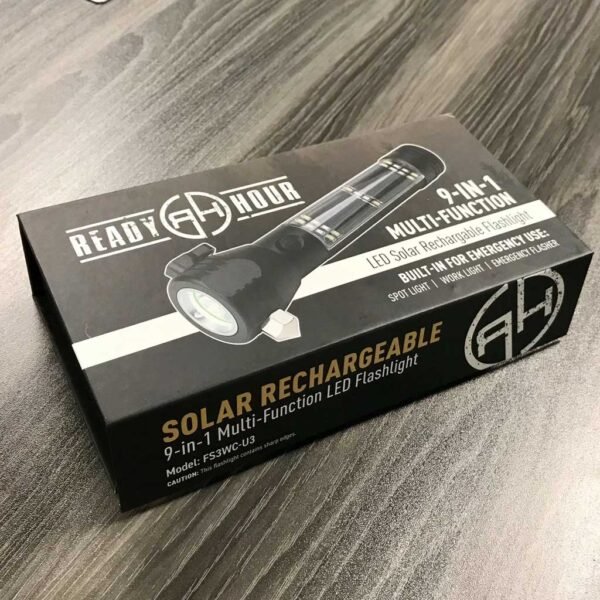 READY RH HOUR
9-IN-1
MULTI-FUNCTION
LED Solar Rechargable Flashlight
BUILT-IN FOR EMERGENCY USE:
SPOT LIGHT | WORK LIGHT | EMERGENCY FLASHER
RH
SOLAR RECHARGEABLE
9-in-1 Multi-Function LED Flashlight
Model: FS3WC-U3
CAUTION: This flashlight contains sharp edges.